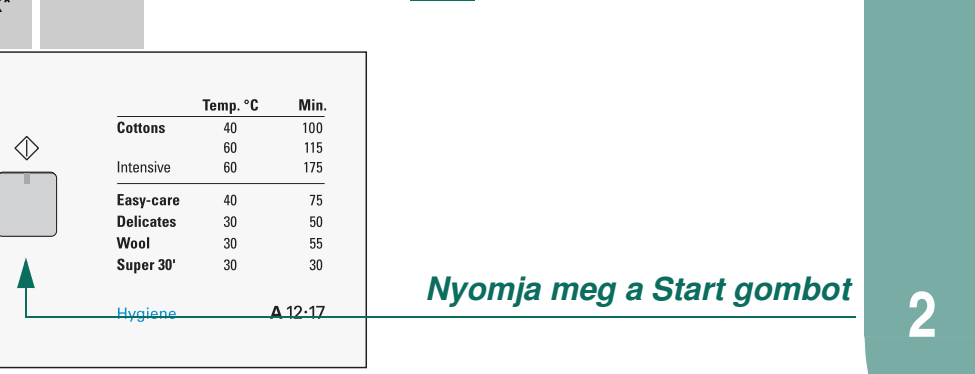 Temp. °C Min.
Cottons 40 100
60 115
Intensive 60 175
Easy-care 40 75
Delicates 30 50
Wool 30 55
Super 30' 30 30
Nyomja meg a Start gombot
Hygiene A 12·17
2